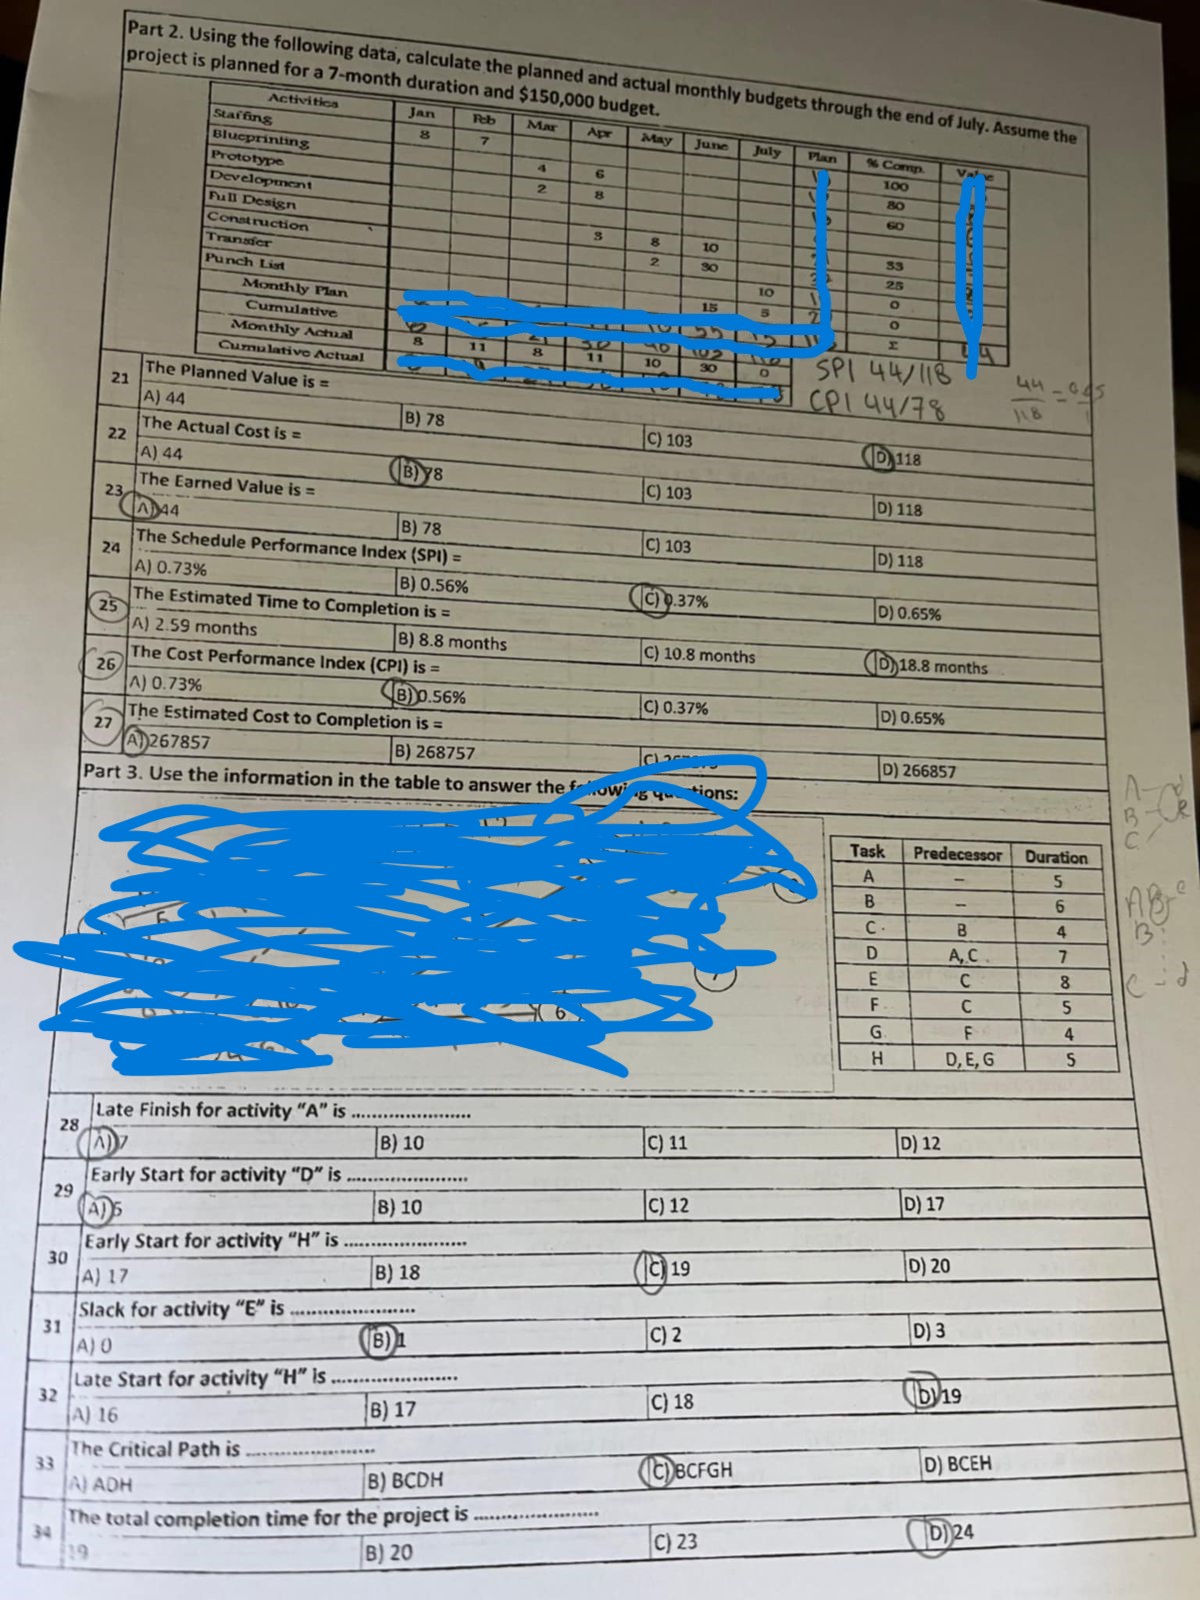 Part 2. Using the following data, calculate the planned and actual monthly budgets through the end of July. Assume the
project is planned for a 7-month duration and $150,000 budget.
Activities Jan Feb Mar Apr May June July Plan % Comp. Value
Staffing 8 7 100
Blueprinting 4 6 80
Prototype 2 8 60
Development
Full Design 3 8 10 33
Construction 2 30 25
Transfer 10 0
Punch List 15 5 0
Monthly Plan Σ
Cumulative
Monthly Actual 8 11 8 11 10 30 0
Cumulative Actual
SPI 44/118
CPI 44/78
44
118
21 The Planned Value is =
A) 44 B) 78 C) 103 D) 118
22 The Actual Cost is =
A) 44 B) 78 C) 103 D) 118
23 The Earned Value is =
A) 44 B) 78 C) 103 D) 118
24 The Schedule Performance Index (SPI) =
A) 0.73% B) 0.56% C) 0.37% D) 0.65%
25 The Estimated Time to Completion is =
A) 2.59 months B) 8.8 months C) 10.8 months D) 18.8 months
26 The Cost Performance Index (CPI) is =
A) 0.73% B) 0.56% C) 0.37% D) 0.65%
27 The Estimated Cost to Completion is =
A) 267857 B) 268757 C) D) 266857
Part 3. Use the information in the table to answer the following questions:
Task Predecessor Duration
A – 5
B – 6
C B 4
D A, C 7
E C 8
F C 5
G F 4
H D, E, G 5
6
28 Late Finish for activity "A" is ......................
A) 7 B) 10 C) 11 D) 12
29 Early Start for activity "D" is ......................
A) 5 B) 10 C) 12 D) 17
30 Early Start for activity "H" is ......................
A) 17 B) 18 C) 19 D) 20
31 Slack for activity "E" is ......................
A) 0 B) 1 C) 2 D) 3
32 Late Start for activity "H" is ......................
A) 16 B) 17 C) 18 D) 19
33 The Critical Path is ......................
A) ADH B) BCDH C) BCFGH D) BCEH
34 The total completion time for the project is ......................
19 B) 20 C) 23 D) 24